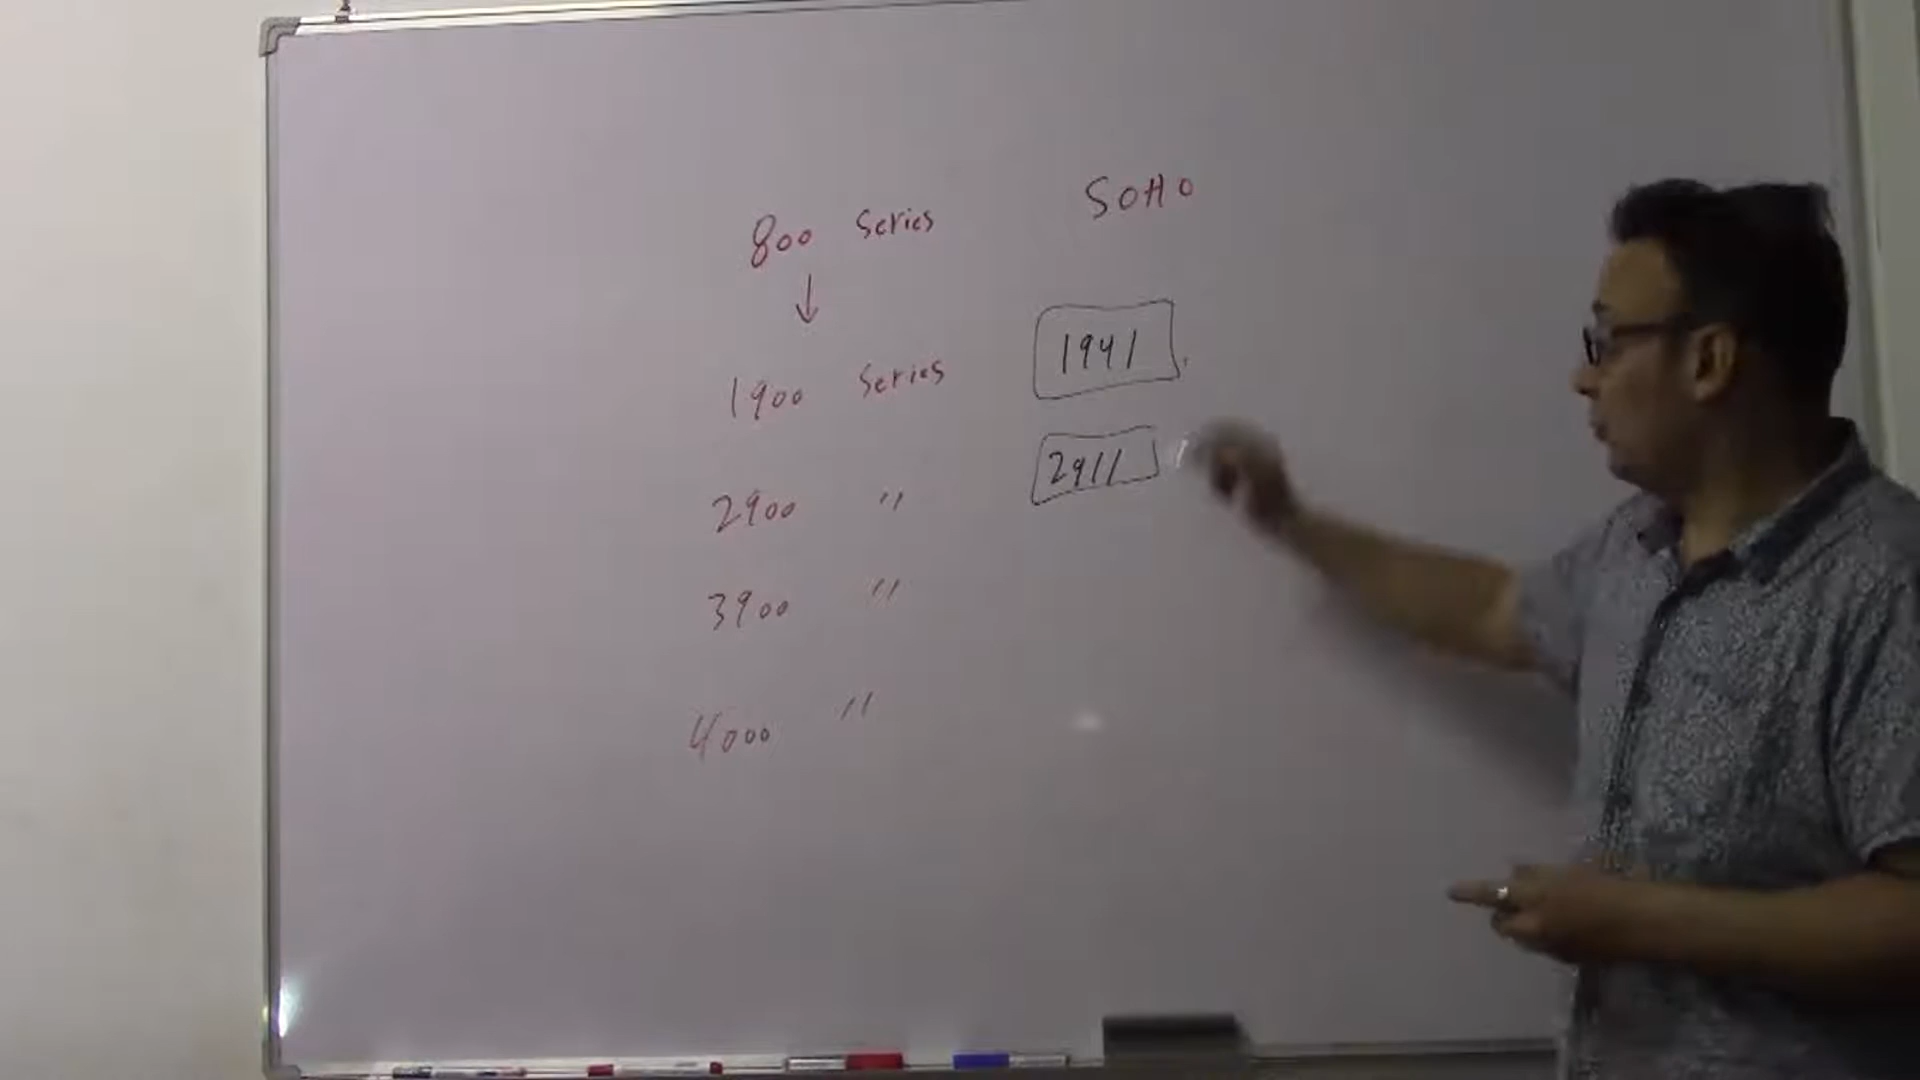 800 Series SOHO
↓
1900 Series 1941
2900 " 2911
3900 "
4000 "